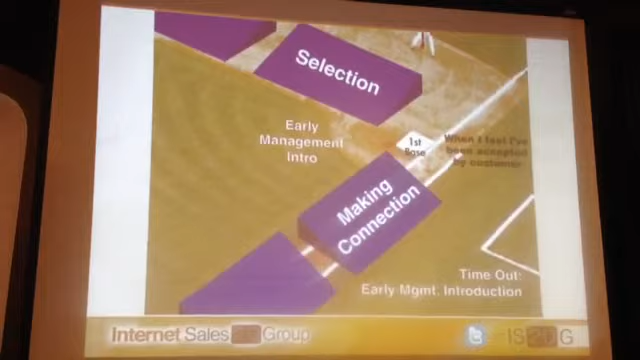 Selection
Early
Management
Intro
1st
Base
When I feel I've
been accepted
by customer
Making
Connection
Time Out:
Early Mgmt. Introduction
Internet Sales Group